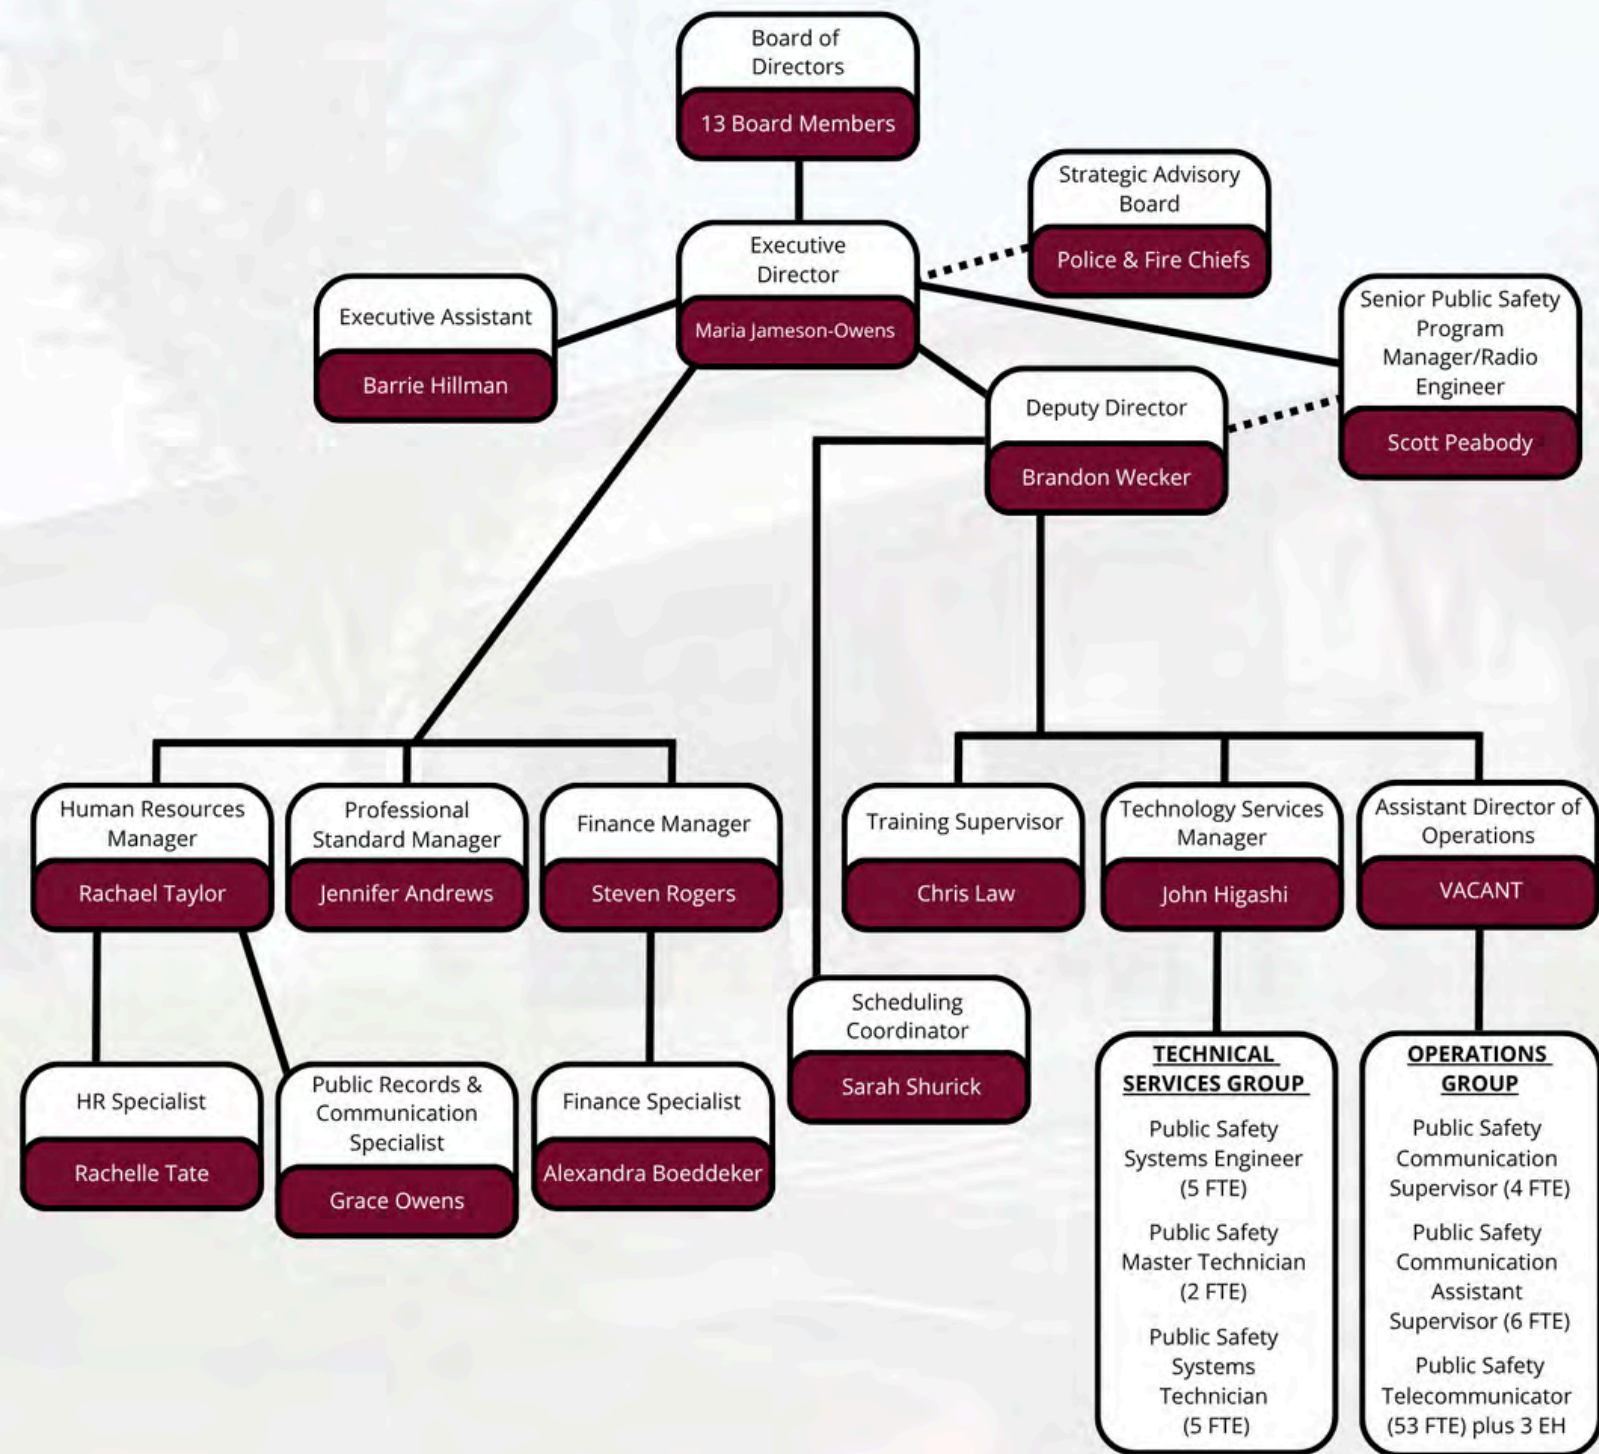 Board of
Directors
13 Board Members
Strategic Advisory
Board
Police & Fire Chiefs
Executive
Director
Maria Jameson-Owens
Executive Assistant
Barrie Hillman
Senior Public Safety
Program
Manager/Radio
Engineer
Scott Peabody
Deputy Director
Brandon Wecker
Human Resources
Manager
Rachael Taylor
Professional
Standard Manager
Jennifer Andrews
Finance Manager
Steven Rogers
Training Supervisor
Chris Law
Technology Services
Manager
John Higashi
Assistant Director of
Operations
VACANT
Scheduling
Coordinator
Sarah Shurick
HR Specialist
Rachelle Tate
Public Records &
Communication
Specialist
Grace Owens
Finance Specialist
Alexandra Boeddeker
TECHNICAL
SERVICES GROUP
Public Safety
Systems Engineer
(5 FTE)
Public Safety
Master Technician
(2 FTE)
Public Safety
Systems
Technician
(5 FTE)
OPERATIONS
GROUP
Public Safety
Communication
Supervisor (4 FTE)
Public Safety
Communication
Assistant
Supervisor (6 FTE)
Public Safety
Telecommunicator
(53 FTE) plus 3 EH